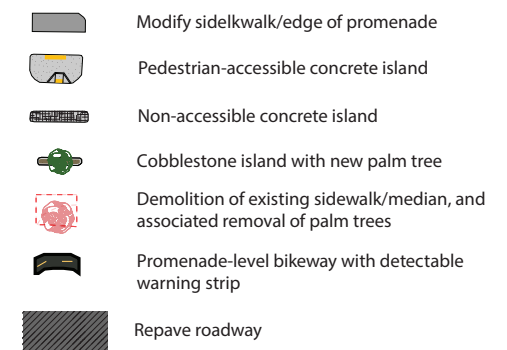 Modify sidelkwalk/edge of promenade
Pedestrian-accessible concrete island
Non-accessible concrete island
Cobblestone island with new palm tree
Demolition of existing sidewalk/median, and
associated removal of palm trees
Promenade-level bikeway with detectable
warning strip
Repave roadway